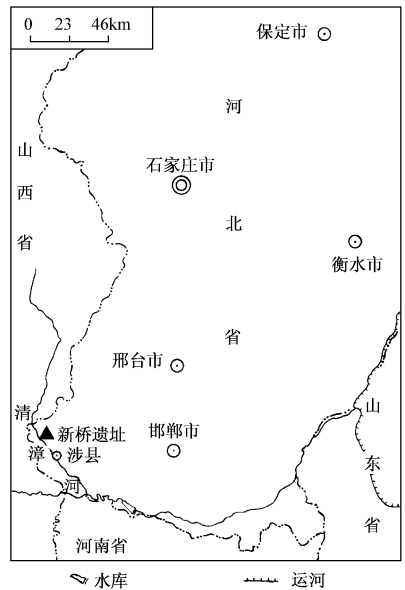 0 23 46km
保定市
河
北
省
山
西
省
石家庄市
衡水市
邢台市
清
漳
河
新桥遗址
涉县
邯郸市
山
东
省
河南省
水库
运河